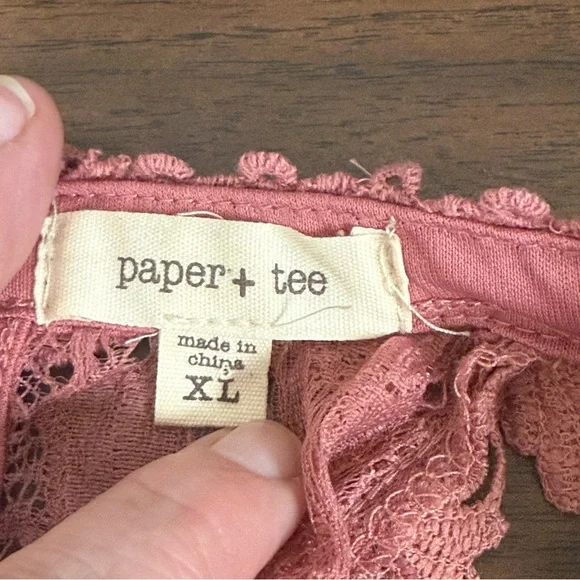 paper + tee
made in
china
XL